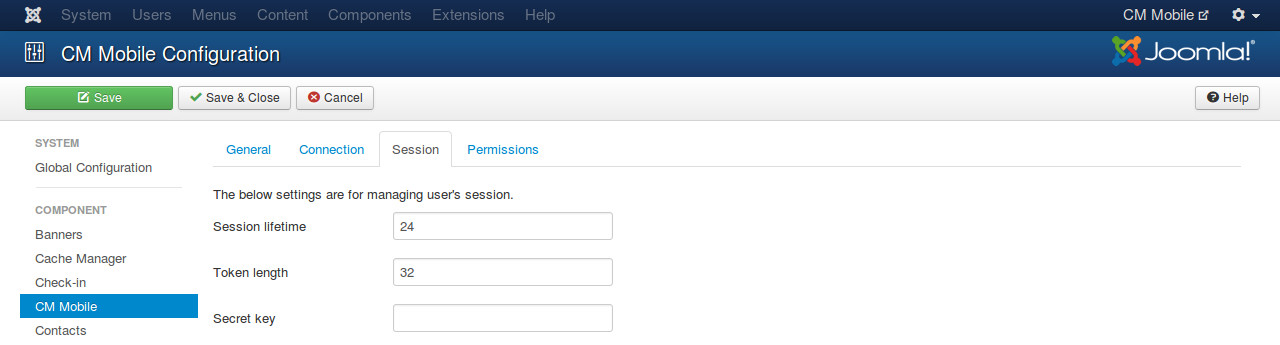 System Users Menus Content Components Extensions Help CM Mobile
CM Mobile Configuration Joomla!®
Save Save & Close Cancel Help
SYSTEM
Global Configuration
COMPONENT
Banners
Cache Manager
Check-in
CM Mobile
Contacts
General Connection Session Permissions
The below settings are for managing user's session.
Session lifetime 24
Token length 32
Secret key